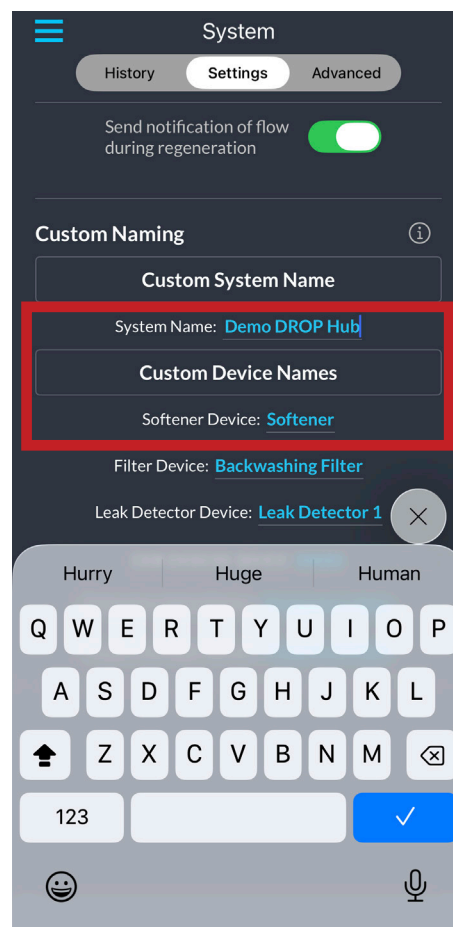 System
History Settings Advanced
Send notification of flow
during regeneration
Custom Naming
Custom System Name
System Name: Demo DROP Hub
Custom Device Names
Softener Device: Softener
Filter Device: Backwashing Filter
Leak Detector Device: Leak Detector 1
Hurry Huge Human
Q W E R T Y U I O P
A S D F G H J K L
Z X C V B N M
123